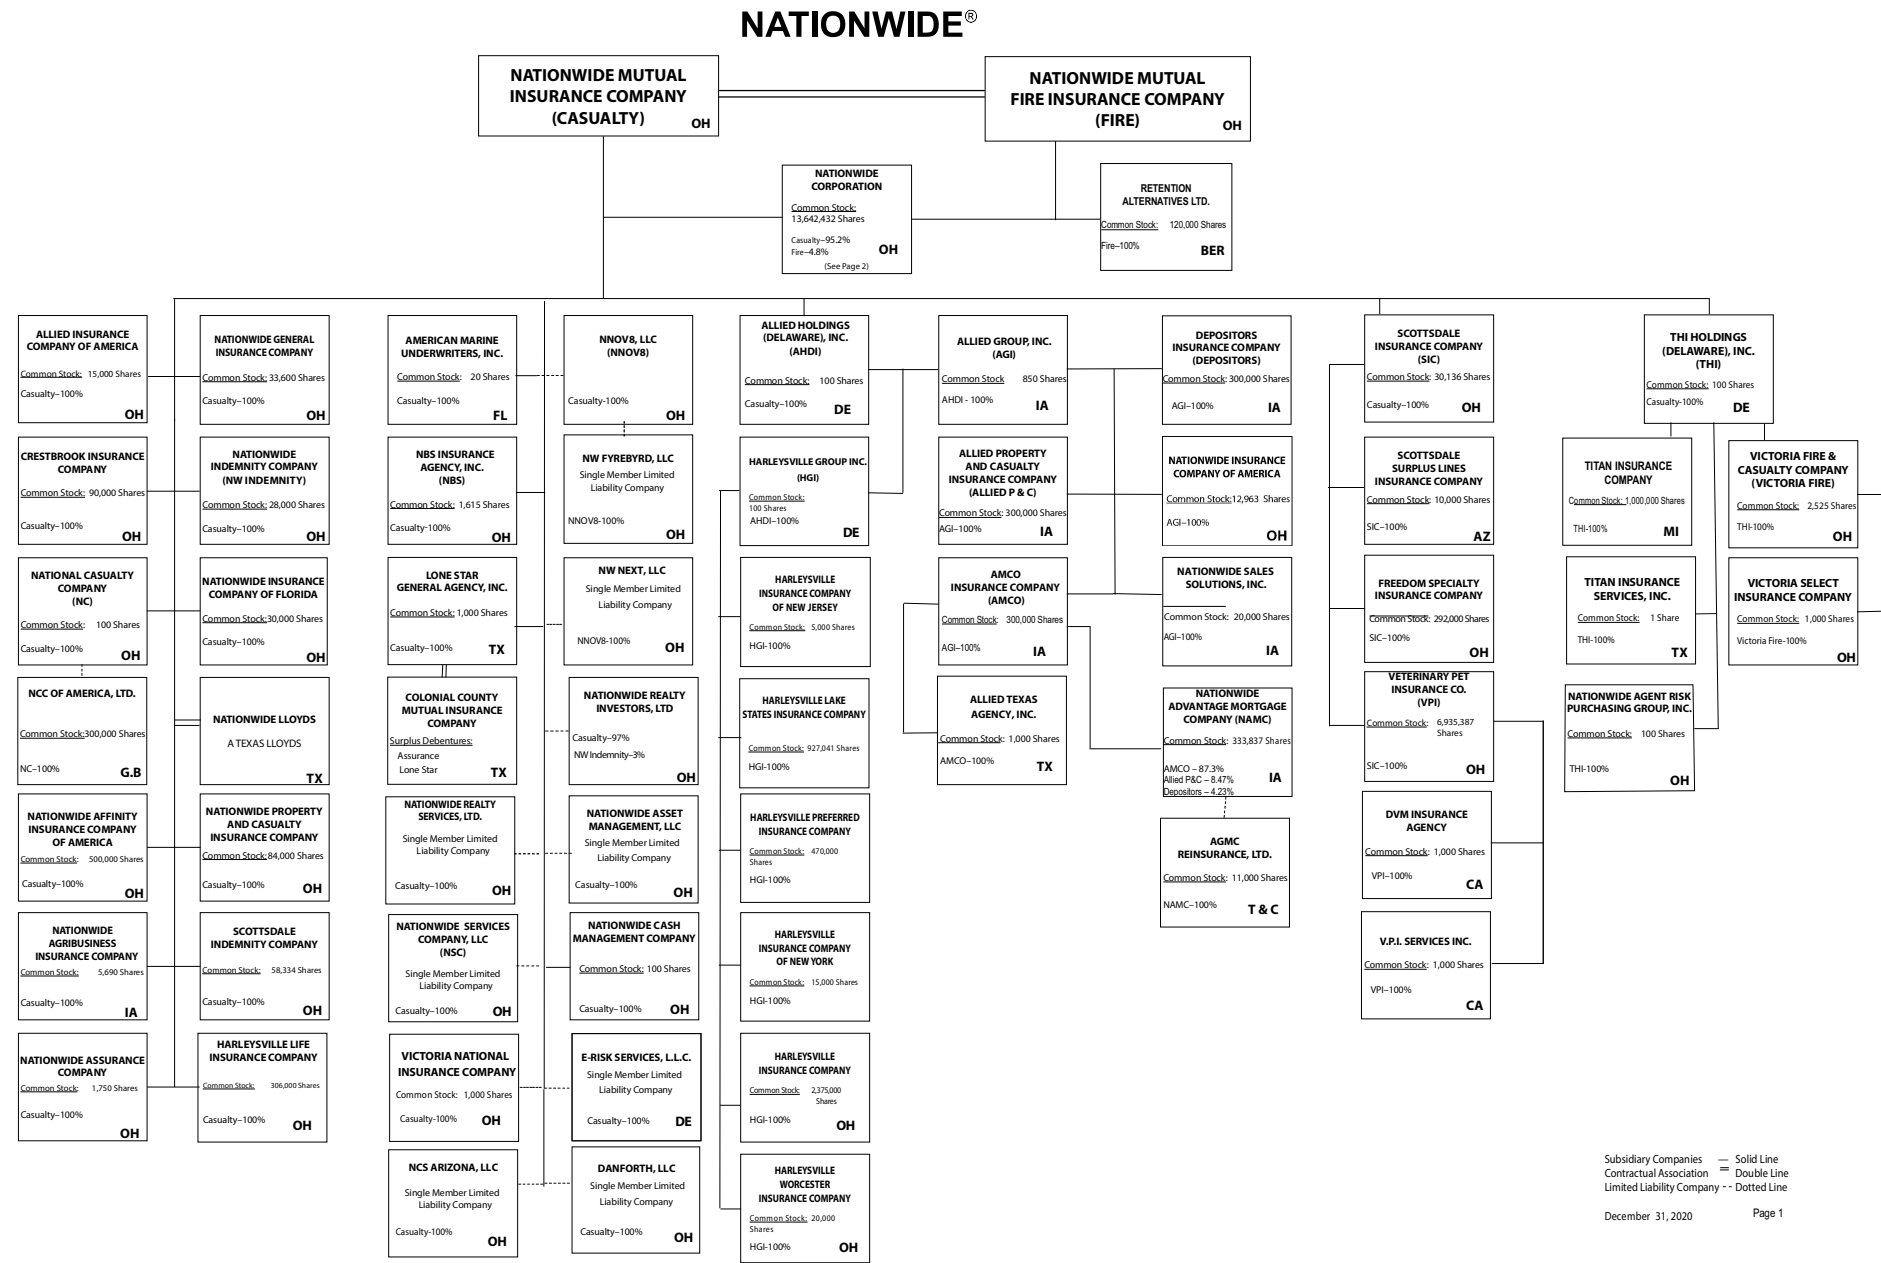 NATIONWIDE®
NATIONWIDE MUTUAL
INSURANCE COMPANY
(CASUALTY)
OH
NATIONWIDE MUTUAL
FIRE INSURANCE COMPANY
(FIRE)
OH
NATIONWIDE
CORPORATION
Common Stock:
13,642,432 Shares
Casualty–95.2%
Fire–4.8%
OH
(See Page 2)
RETENTION
ALTERNATIVES LTD.
Common Stock: 120,000 Shares
Fire–100%
BER
ALLIED INSURANCE
COMPANY OF AMERICA
Common Stock: 15,000 Shares
Casualty–100%
OH
CRESTBROOK INSURANCE
COMPANY
Common Stock: 90,000 Shares
Casualty–100%
OH
NATIONAL CASUALTY
COMPANY
(NC)
Common Stock: 100 Shares
Casualty–100%
OH
NCC OF AMERICA, LTD.
Common Stock:300,000 Shares
NC–100%
G.B
NATIONWIDE AFFINITY
INSURANCE COMPANY
OF AMERICA
Common Stock: 500,000 Shares
Casualty–100%
OH
NATIONWIDE
AGRIBUSINESS
INSURANCE COMPANY
Common Stock: 5,690 Shares
Casualty–100%
IA
NATIONWIDE ASSURANCE
COMPANY
Common Stock: 1,750 Shares
Casualty–100%
OH
NATIONWIDE GENERAL
INSURANCE COMPANY
Common Stock: 33,600 Shares
Casualty–100%
OH
NATIONWIDE
INDEMNITY COMPANY
(NW INDEMNITY)
Common Stock: 28,000 Shares
Casualty–100%
OH
NATIONWIDE INSURANCE
COMPANY OF FLORIDA
Common Stock:30,000 Shares
Casualty–100%
OH
NATIONWIDE LLOYDS
A TEXAS LLOYDS
TX
NATIONWIDE PROPERTY
AND CASUALTY
INSURANCE COMPANY
Common Stock:84,000 Shares
Casualty–100%
OH
SCOTTSDALE
INDEMNITY COMPANY
Common Stock: 58,334 Shares
Casualty–100%
OH
HARLEYSVILLE LIFE
INSURANCE COMPANY
Common Stock: 306,000 Shares
Casualty–100%
OH
AMERICAN MARINE
UNDERWRITERS, INC.
Common Stock: 20 Shares
Casualty–100%
FL
NBS INSURANCE
AGENCY, INC.
(NBS)
Common Stock: 1,615 Shares
Casualty-100%
OH
LONE STAR
GENERAL AGENCY, INC.
Common Stock: 1,000 Shares
Casualty–100%
TX
COLONIAL COUNTY
MUTUAL INSURANCE
COMPANY
Surplus Debentures:
Assurance
Lone Star
TX
NATIONWIDE REALTY
SERVICES, LTD.
Single Member Limited
Liability Company
Casualty–100%
OH
NATIONWIDE SERVICES
COMPANY, LLC
(NSC)
Single Member Limited
Liability Company
Casualty–100%
OH
VICTORIA NATIONAL
INSURANCE COMPANY
Common Stock: 1,000 Shares
Casualty-100%
OH
NCS ARIZONA, LLC
Single Member Limited
Liability Company
Casualty-100%
OH
NNOV8, LLC
(NNOV8)
Casualty-100%
OH
NW FYREBYRD, LLC
Single Member Limited
Liability Company
NNOV8-100%
OH
NW NEXT, LLC
Single Member Limited
Liability Company
NNOV8-100%
OH
NATIONWIDE REALTY
INVESTORS, LTD
Casualty–97%
NW Indemnity–3%
OH
NATIONWIDE ASSET
MANAGEMENT, LLC
Single Member Limited
Liability Company
Casualty–100%
OH
NATIONWIDE CASH
MANAGEMENT COMPANY
Common Stock: 100 Shares
Casualty–100%
OH
E-RISK SERVICES, L.L.C.
Single Member Limited
Liability Company
Casualty–100%
DE
DANFORTH, LLC
Single Member Limited
Liability Company
Casualty–100%
OH
ALLIED HOLDINGS
(DELAWARE), INC.
(AHDI)
Common Stock: 100 Shares
Casualty–100%
DE
HARLEYSVILLE GROUP INC.
(HGI)
Common Stock:
100 Shares
AHDI–100%
DE
HARLEYSVILLE
INSURANCE COMPANY
OF NEW JERSEY
Common Stock: 5,000 Shares
HGI-100%
HARLEYSVILLE LAKE
STATES INSURANCE COMPANY
Common Stock: 927,041 Shares
HGI-100%
HARLEYSVILLE PREFERRED
INSURANCE COMPANY
Common Stock: 470,000
Shares
HGI-100%
HARLEYSVILLE
INSURANCE COMPANY
OF NEW YORK
Common Stock: 15,000 Shares
HGI-100%
HARLEYSVILLE
INSURANCE COMPANY
Common Stock: 2,375,000
Shares
HGI-100%
OH
HARLEYSVILLE
WORCESTER
INSURANCE COMPANY
Common Stock: 20,000
Shares
HGI-100%
OH
ALLIED GROUP, INC.
(AGI)
Common Stock 850 Shares
AHDI - 100%
IA
ALLIED PROPERTY
AND CASUALTY
INSURANCE COMPANY
(ALLIED P & C)
Common Stock: 300,000 Shares
AGI–100%
IA
AMCO
INSURANCE COMPANY
(AMCO)
Common Stock: 300,000 Shares
AGI–100%
IA
ALLIED TEXAS
AGENCY, INC.
Common Stock: 1,000 Shares
AMCO–100%
TX
DEPOSITORS
INSURANCE COMPANY
(DEPOSITORS)
Common Stock: 300,000 Shares
AGI–100%
IA
NATIONWIDE INSURANCE
COMPANY OF AMERICA
Common Stock:12,963 Shares
AGI–100%
OH
NATIONWIDE SALES
SOLUTIONS, INC.
Common Stock: 20,000 Shares
AGI–100%
IA
NATIONWIDE
ADVANTAGE MORTGAGE
COMPANY (NAMC)
Common Stock: 333,837 Shares
AMCO – 87.3%
Allied P&C – 8.47%
Depositors – 4.23%
IA
AGMC
REINSURANCE, LTD.
Common Stock: 11,000 Shares
NAMC–100%
T & C
SCOTTSDALE
INSURANCE COMPANY
(SIC)
Common Stock: 30,136 Shares
Casualty–100%
OH
SCOTTSDALE
SURPLUS LINES
INSURANCE COMPANY
Common Stock: 10,000 Shares
SIC–100%
AZ
FREEDOM SPECIALTY
INSURANCE COMPANY
Common Stock: 292,000 Shares
SIC–100%
OH
VETERINARY PET
INSURANCE CO.
(VPI)
Common Stock: 6,935,387
Shares
SIC–100%
OH
DVM INSURANCE
AGENCY
Common Stock: 1,000 Shares
VPI–100%
CA
V.P.I. SERVICES INC.
Common Stock: 1,000 Shares
VPI–100%
CA
THI HOLDINGS
(DELAWARE), INC.
(THI)
Common Stock: 100 Shares
Casualty-100%
DE
TITAN INSURANCE
COMPANY
Common Stock: 1,000,000 Shares
THI-100%
MI
TITAN INSURANCE
SERVICES, INC.
Common Stock: 1 Share
THI-100%
TX
NATIONWIDE AGENT RISK
PURCHASING GROUP, INC.
Common Stock: 100 Shares
THI-100%
OH
VICTORIA FIRE &
CASUALTY COMPANY
(VICTORIA FIRE)
Common Stock: 2,525 Shares
THI-100%
OH
VICTORIA SELECT
INSURANCE COMPANY
Common Stock: 1,000 Shares
Victoria Fire-100%
OH
Subsidiary Companies — Solid Line
Contractual Association = Double Line
Limited Liability Company - - Dotted Line
December 31, 2020 Page 1